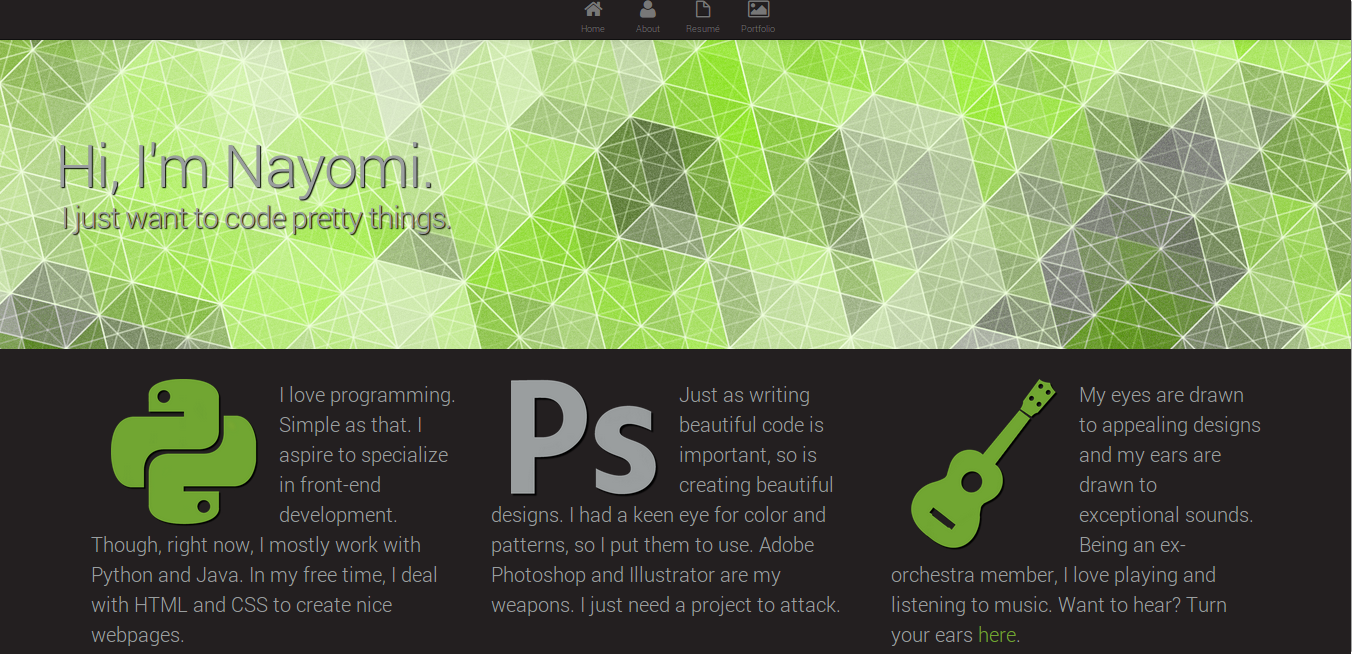 Home About Resumé Portfolio
Hi, I'm Nayomi.
I just want to code pretty things.
I love programming.
Simple as that. I
aspire to specialize
in front-end
development.
Though, right now, I mostly work with
Python and Java. In my free time, I deal
with HTML and CSS to create nice
webpages.
Ps
Just as writing
beautiful code is
important, so is
creating beautiful
designs. I had a keen eye for color and
patterns, so I put them to use. Adobe
Photoshop and Illustrator are my
weapons. I just need a project to attack.
My eyes are drawn
to appealing designs
and my ears are
drawn to
exceptional sounds.
Being an ex-
orchestra member, I love playing and
listening to music. Want to hear? Turn
your ears here.